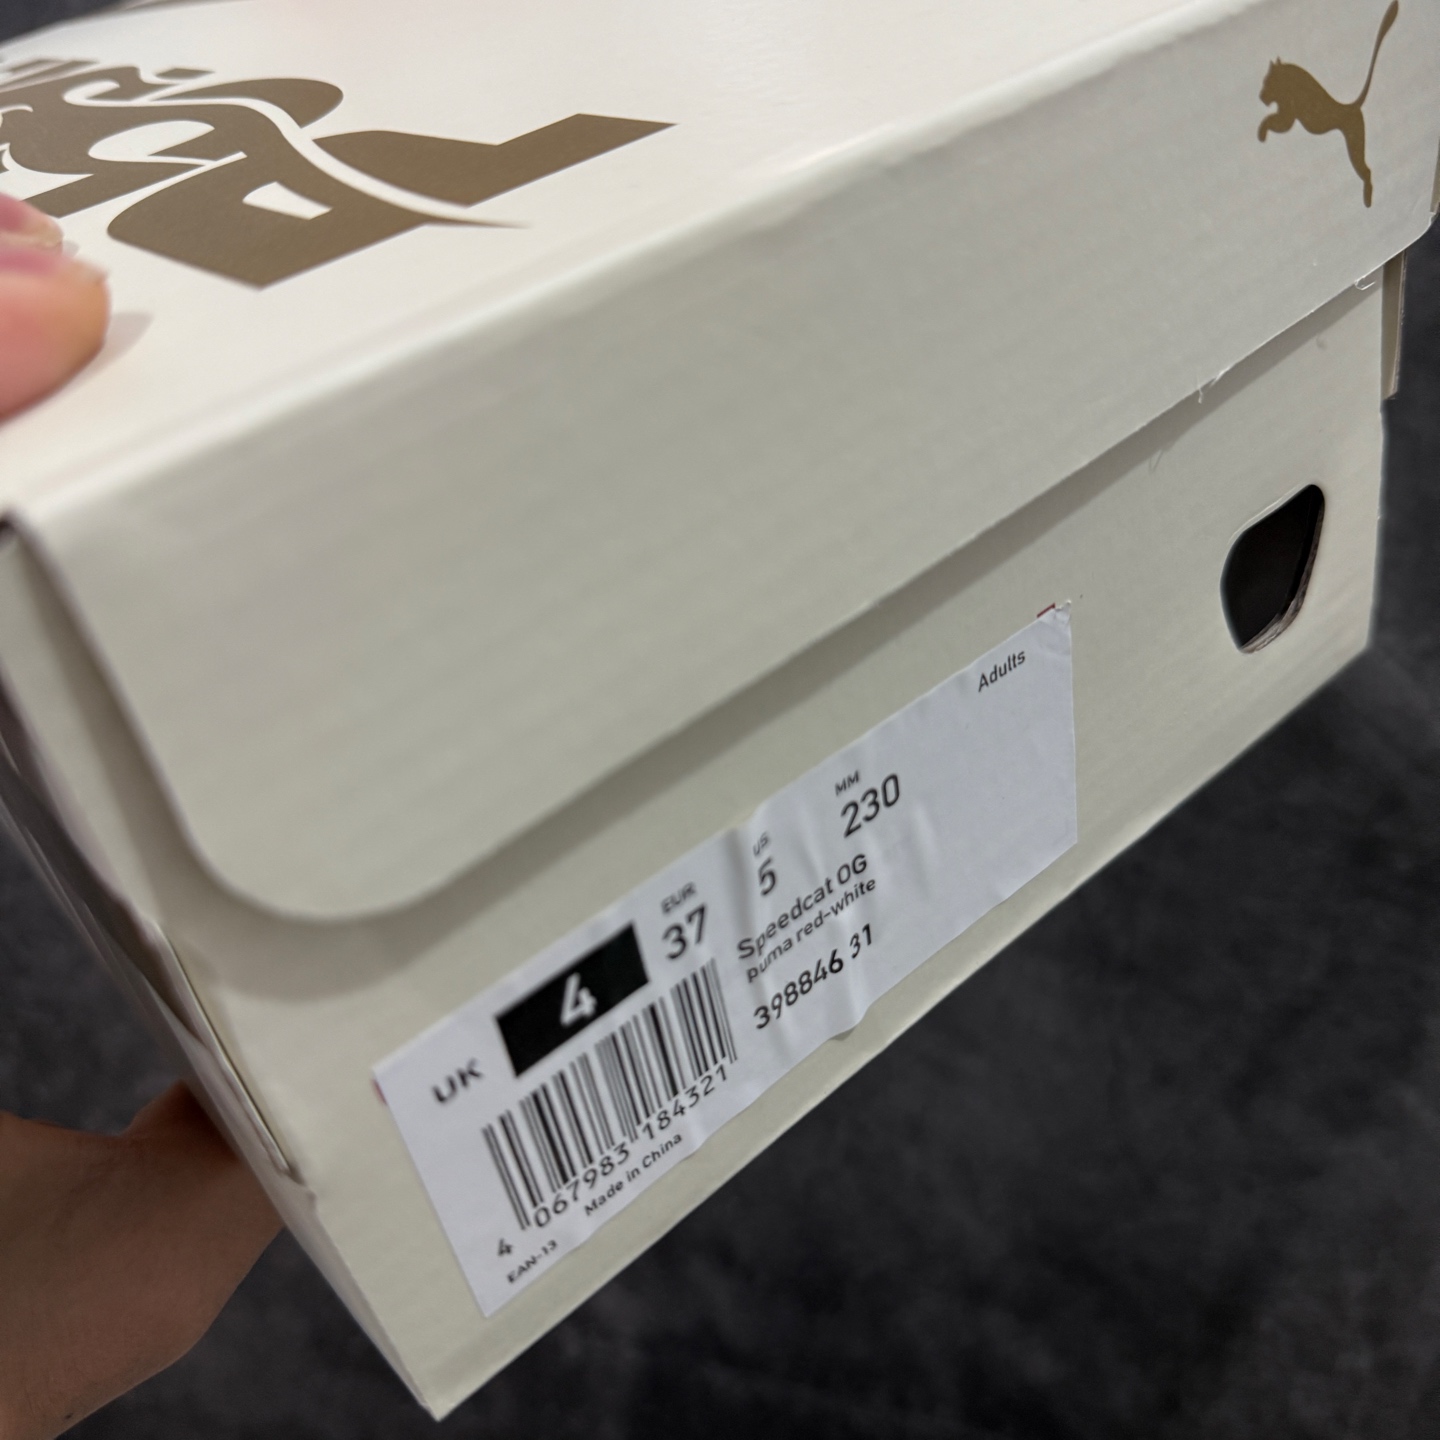 Adults
UK 4 EUR 37 US 5 MM 230
Speedcat OG
puma red-white
398846 31
4 067983 184321
EAN-13 Made in China